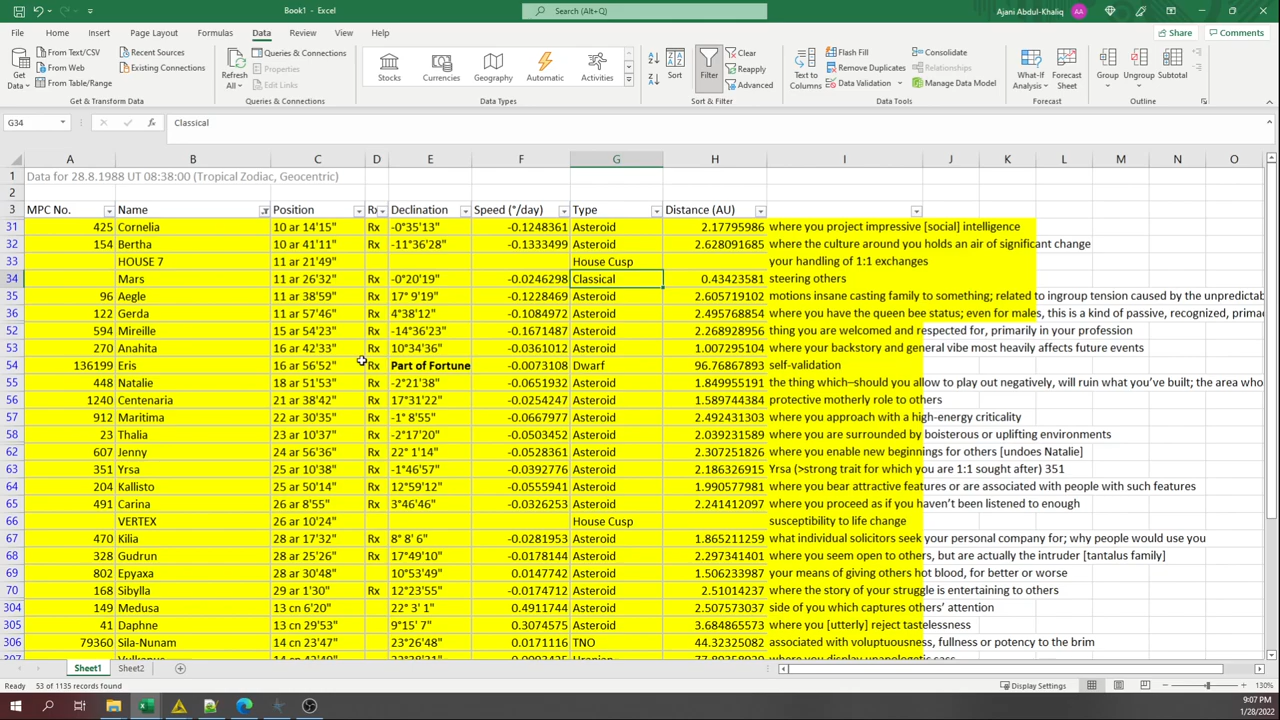 Book1 - Excel
Search (Alt+Q)
Ajani Abdul-Khaliq AA
File Home Insert Page Layout Formulas Data Review View Help Share Comments
Get Data
From Text/CSV
From Web
From Table/Range
Recent Sources
Existing Connections
Get & Transform Data
Refresh All
Queries & Connections
Properties
Edit Links
Queries & Connections
Stocks Currencies Geography Automatic Activities
Data Types
Sort Filter Clear
Reapply
Advanced
Sort & Filter
Text to Columns
Flash Fill
Remove Duplicates
Data Validation
Consolidate
Relationships
Manage Data Model
Data Tools
What-If Analysis
Forecast Sheet
Forecast
Group Ungroup Subtotal
Outline
G34 Classical
A B C D E F G H I J K L M N O
1 Data for 28.8.1988 UT 08:38:00 (Tropical Zodiac, Geocentric)
2
3 MPC No. Name Position Rx Declination Speed (°/day) Type Distance (AU)
31 425 Cornelia 10 ar 14'15" Rx -0°35'13" -0.1248361 Asteroid 2.17795986 where you project impressive [social] intelligence
32 154 Bertha 10 ar 41'11" Rx -11°36'28" -0.1333499 Asteroid 2.628091685 where the culture around you holds an air of significant change
33 HOUSE 7 11 ar 21'49" House Cusp your handling of 1:1 exchanges
34 Mars 11 ar 26'32" Rx -0°20'19" -0.0246298 Classical 0.43423581 steering others
35 96 Aegle 11 ar 38'59" Rx 17° 9'19" -0.1228469 Asteroid 2.605719102 motions insane casting family to something; related to ingroup tension caused by the unpredictab
36 122 Gerda 11 ar 57'46" Rx 4°38'12" -0.1084972 Asteroid 2.495768854 where you have the queen bee status; even for males, this is a kind of passive, recognized, prima
52 594 Mireille 15 ar 54'23" Rx -14°36'23" -0.1671487 Asteroid 2.268928956 thing you are welcomed and respected for, primarily in your profession
53 270 Anahita 16 ar 42'33" Rx 10°34'36" -0.0361012 Asteroid 1.007295104 where your backstory and general vibe most heavily affects future events
54 136199 Eris 16 ar 56'52" Rx Part of Fortune -0.0073108 Dwarf 96.76867893 self-validation
55 448 Natalie 18 ar 51'53" Rx -2°21'38" -0.0651932 Asteroid 1.849955191 the thing which–should you allow to play out negatively, will ruin what you've built; the area who
56 1240 Centenaria 21 ar 38'42" Rx 17°31'22" -0.0254247 Asteroid 1.589744384 protective motherly role to others
57 912 Maritima 22 ar 30'35" Rx -1° 8'55" -0.0667977 Asteroid 2.492431303 where you approach with a high-energy criticality
58 23 Thalia 23 ar 10'37" Rx -2°17'20" -0.0503452 Asteroid 2.039231589 where you are surrounded by boisterous or uplifting environments
62 607 Jenny 24 ar 56'36" Rx 22° 1'14" -0.0528361 Asteroid 2.307251826 where you enable new beginnings for others [undoes Natalie]
63 351 Yrsa 25 ar 10'38" Rx -1°46'57" -0.0392776 Asteroid 2.186326915 Yrsa (>strong trait for which you are 1:1 sought after) 351
64 204 Kallisto 25 ar 50'14" Rx 12°59'12" -0.0555941 Asteroid 1.990577981 where you bear attractive features or are associated with people with such features
65 491 Carina 26 ar 8'55" Rx 3°46'46" -0.0326253 Asteroid 2.241412097 where you proceed as if you haven't been listened to enough
66 VERTEX 26 ar 10'24" House Cusp susceptibility to life change
67 470 Kilia 28 ar 17'32" Rx 8° 8' 6" -0.0281953 Asteroid 1.865211259 what individual solicitors seek your personal company for; why people would use you
68 328 Gudrun 28 ar 25'26" Rx 17°49'10" -0.0178144 Asteroid 2.297341401 where you seem open to others, but are actually the intruder [tantalus family]
69 802 Epyaxa 28 ar 30'48" 10°53'49" 0.0147742 Asteroid 1.506233987 your means of giving others hot blood, for better or worse
70 168 Sibylla 29 ar 1'30" Rx 12°23'55" -0.0174712 Asteroid 2.51014237 where the story of your struggle is entertaining to others
304 149 Medusa 13 cn 6'20" 22° 3' 1" 0.4911744 Asteroid 2.507573037 side of you which captures others' attention
305 41 Daphne 13 cn 29'53" 9°15' 7" 0.3074575 Asteroid 3.684865573 where you [utterly] reject tastelessness
306 79360 Sila-Nunam 14 cn 23'47" 23°26'48" 0.0171116 TNO 44.32325082 associated with voluptuousness, fullness or potency to the brim
Sheet1 Sheet2
Ready 53 of 1135 records found Display Settings 130%
9:07 PM
1/28/2022